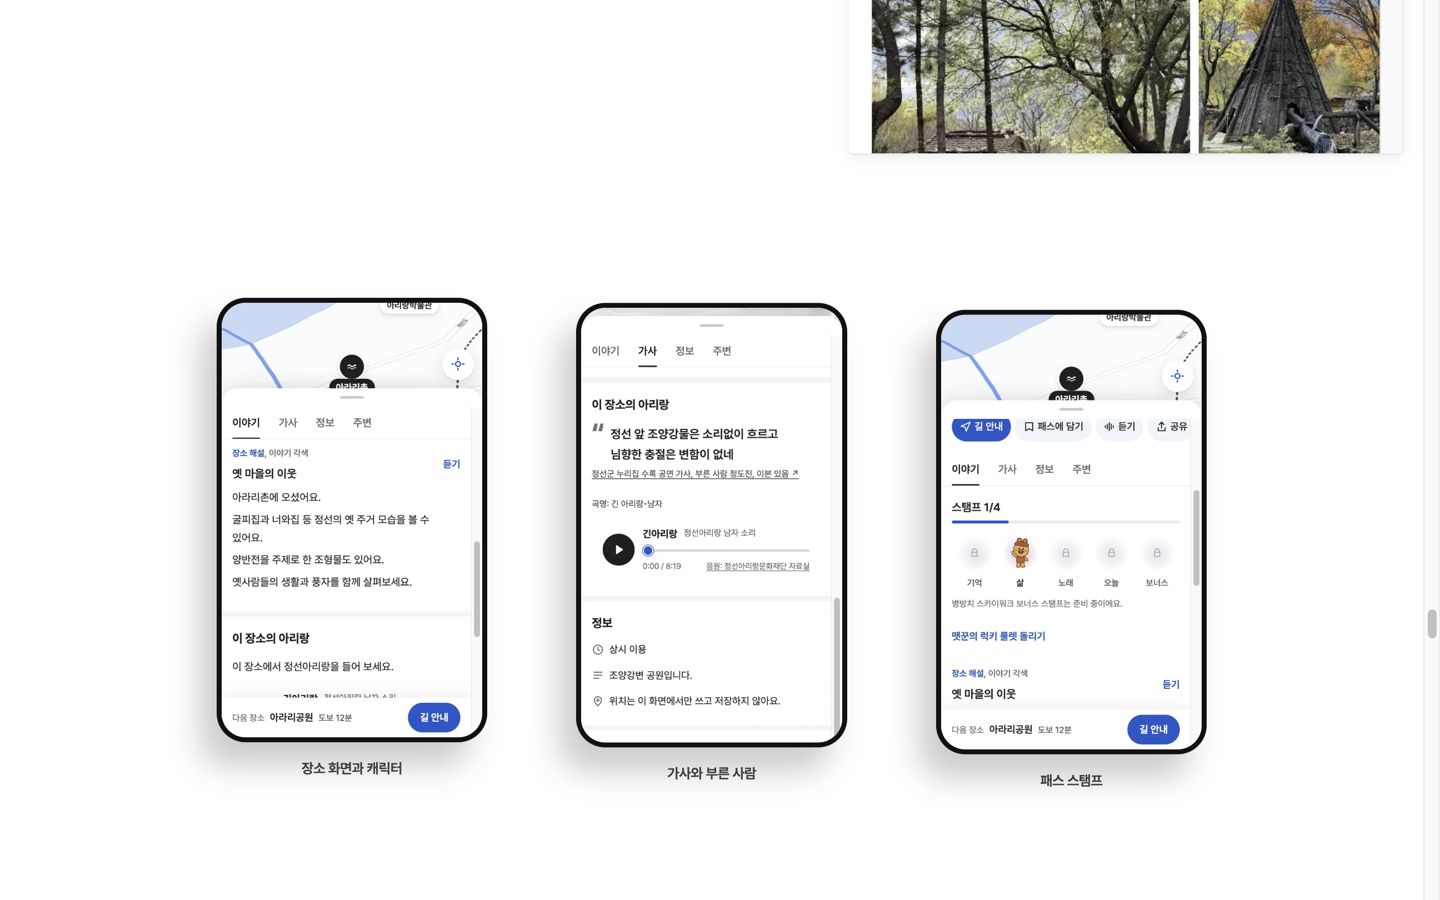 아리랑박물관
아라리촌
이야기 가사 정보 주변
장소 해설, 이야기 각색
옛 마을의 이웃
듣기
아라리촌에 오셨어요.
굴피집과 너와집 등 정선의 옛 주거 모습을 볼 수
있어요.
양반전을 주제로 한 조형물도 있어요.
옛사람들의 생활과 풍자를 함께 살펴보세요.
이 장소의 아리랑
이 장소에서 정선아리랑을 들어 보세요.
긴아리랑 정선아리랑 남자 소리
다음 장소 아라리공원 도보 12분
길 안내
장소 화면과 캐릭터
이야기 가사 정보 주변
이 장소의 아리랑
“ 정선 앞 조양강물은 소리없이 흐르고
님향한 충절은 변함이 없네
정선군 누리집 수록 공연 가사, 부른 사람 정도진, 이본 있음 ↗
곡명: 긴 아리랑-남자
긴아리랑 정선아리랑 남자 소리
0:00 / 8:19 음원: 정선아리랑문화재단 자료실
정보
상시 이용
조양강변 공원입니다.
위치는 이 화면에서만 쓰고 저장하지 않아요.
가사와 부른 사람
아리랑박물관
아라리촌
길 안내 패스에 담기 듣기 공유
이야기 가사 정보 주변
스탬프 1/4
기억 삶 노래 오늘 보너스
병방치 스카이워크 보너스 스탬프는 준비 중이에요.
뗏꾼의 럭키 룰렛 돌리기
장소 해설, 이야기 각색
옛 마을의 이웃
듣기
다음 장소 아라리공원 도보 12분
길 안내
패스 스탬프